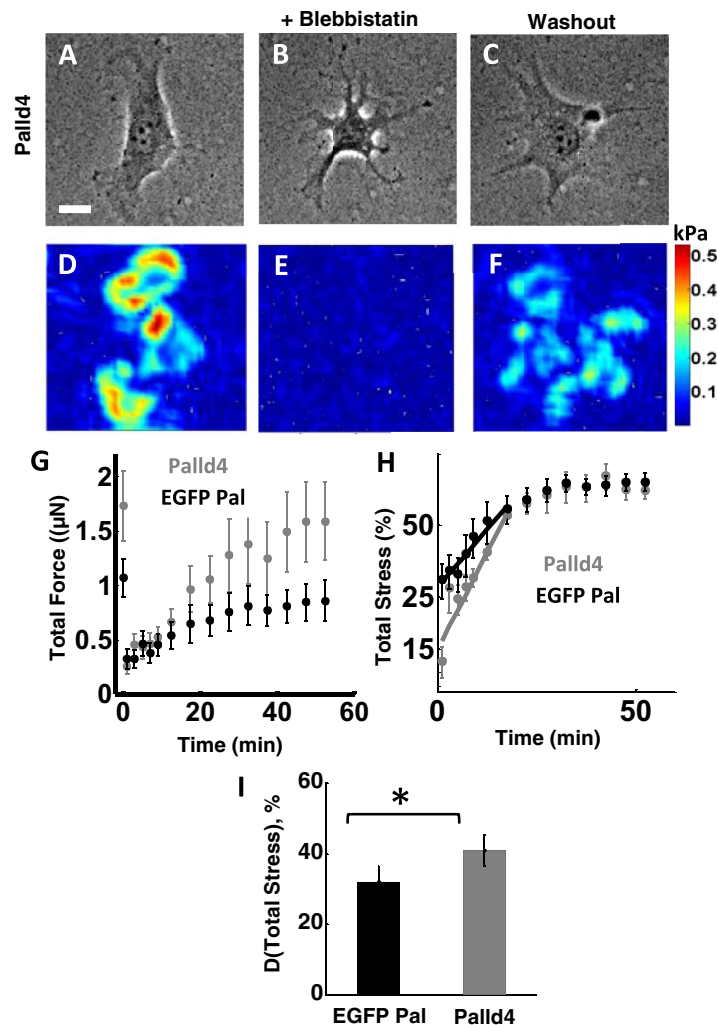 + Blebbistatin
Washout
Palld4
A
B
C
D
E
F
kPa
0.5
0.4
0.3
0.2
0.1
G
Palld4
EGFP Pal
Total Force ((µN)
2
1.5
1
0.5
0
0
20
40
60
Time (min)
H
Palld4
EGFP Pal
Total Stress (%)
50
25
15
0
50
Time (min)
I
*
D(Total Stress), %
60
40
20
0
EGFP Pal
Palld4